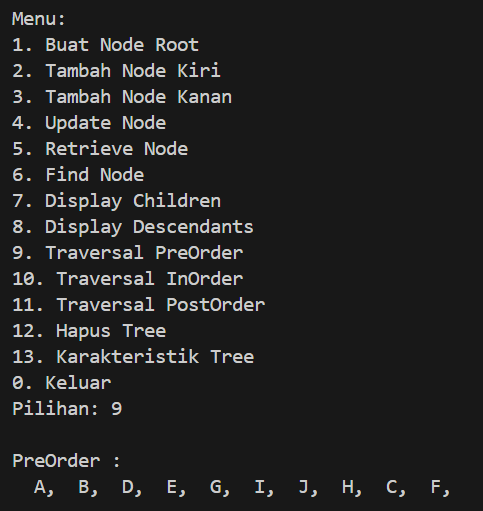 Menu:
1. Buat Node Root
2. Tambah Node Kiri
3. Tambah Node Kanan
4. Update Node
5. Retrieve Node
6. Find Node
7. Display Children
8. Display Descendants
9. Traversal PreOrder
10. Traversal InOrder
11. Traversal PostOrder
12. Hapus Tree
13. Karakteristik Tree
0. Keluar
Pilihan: 9
PreOrder :
A, B, D, E, G, I, J, H, C, F,